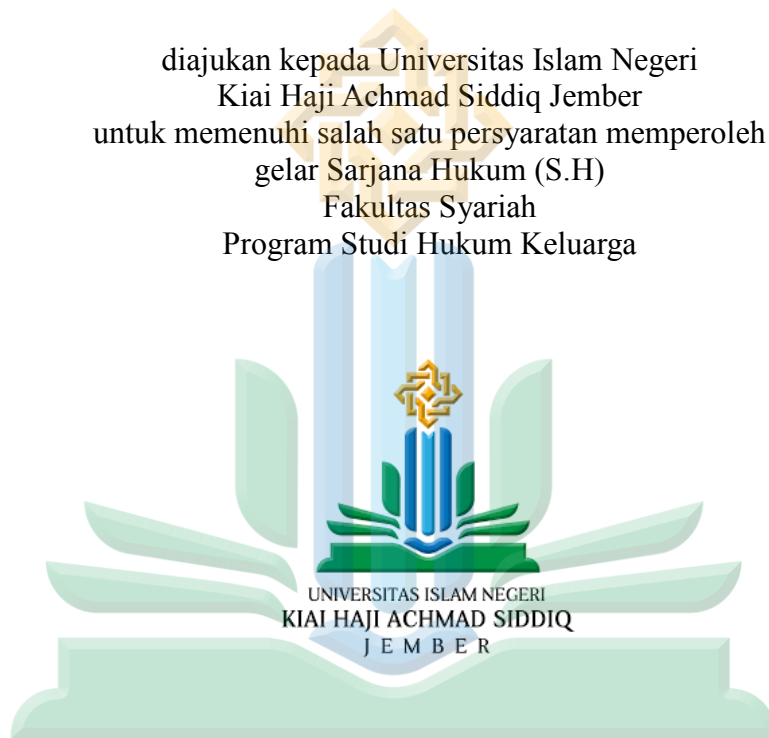 diajukan kepada Universitas Islam Negeri
Kiai Haji Achmad Siddiq Jember
untuk memenuhi salah satu persyaratan memperoleh
gelar Sarjana Hukum (S.H)
Fakultas Syariah
Program Studi Hukum Keluarga
UNIVERSITAS ISLAM NEGERI
KIAI HAJI ACHMAD SIDDIQ
JEMBER